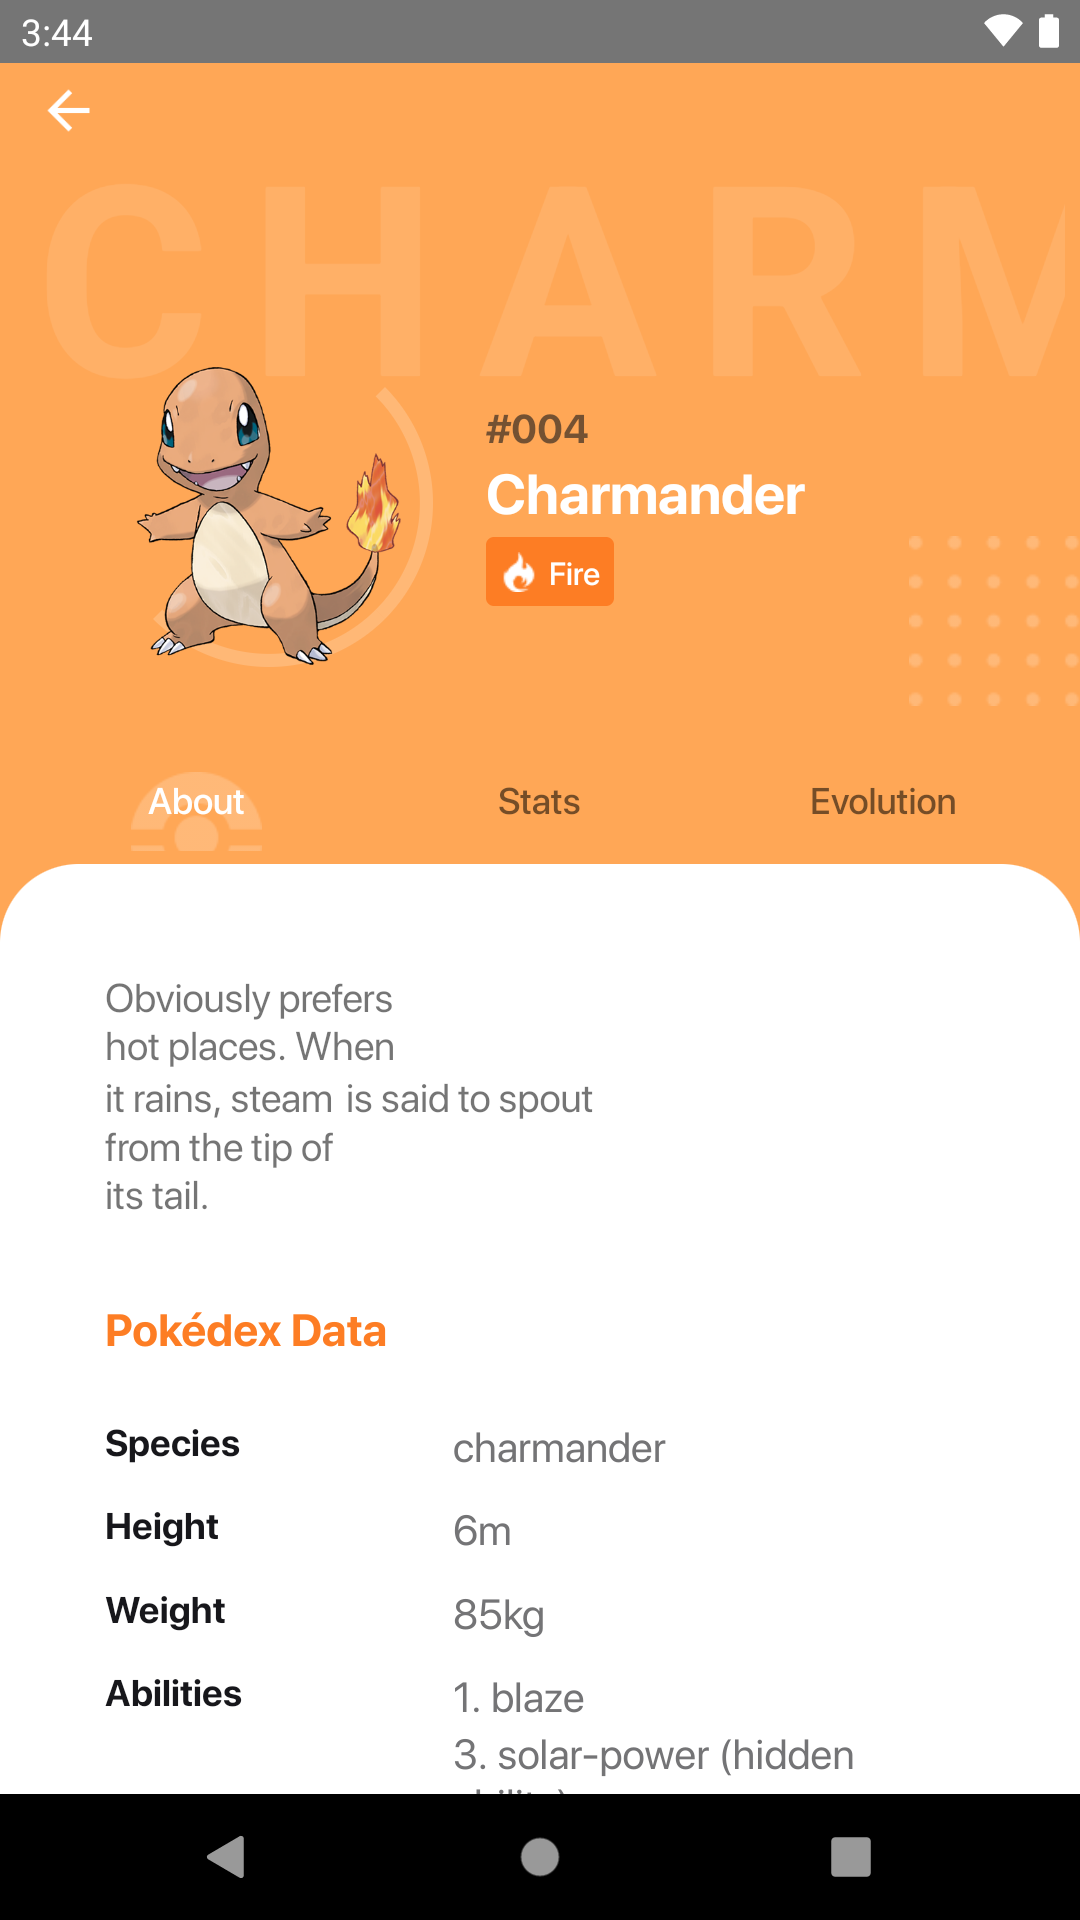 3:44
CHARM
#004
Charmander
Fire
About Stats Evolution
Obviously prefers
hot places. When
it rains, steam is said to spout
from the tip of
its tail.
Pokédex Data
Species charmander
Height 6m
Weight 85kg
Abilities 1. blaze
3. solar-power (hidden